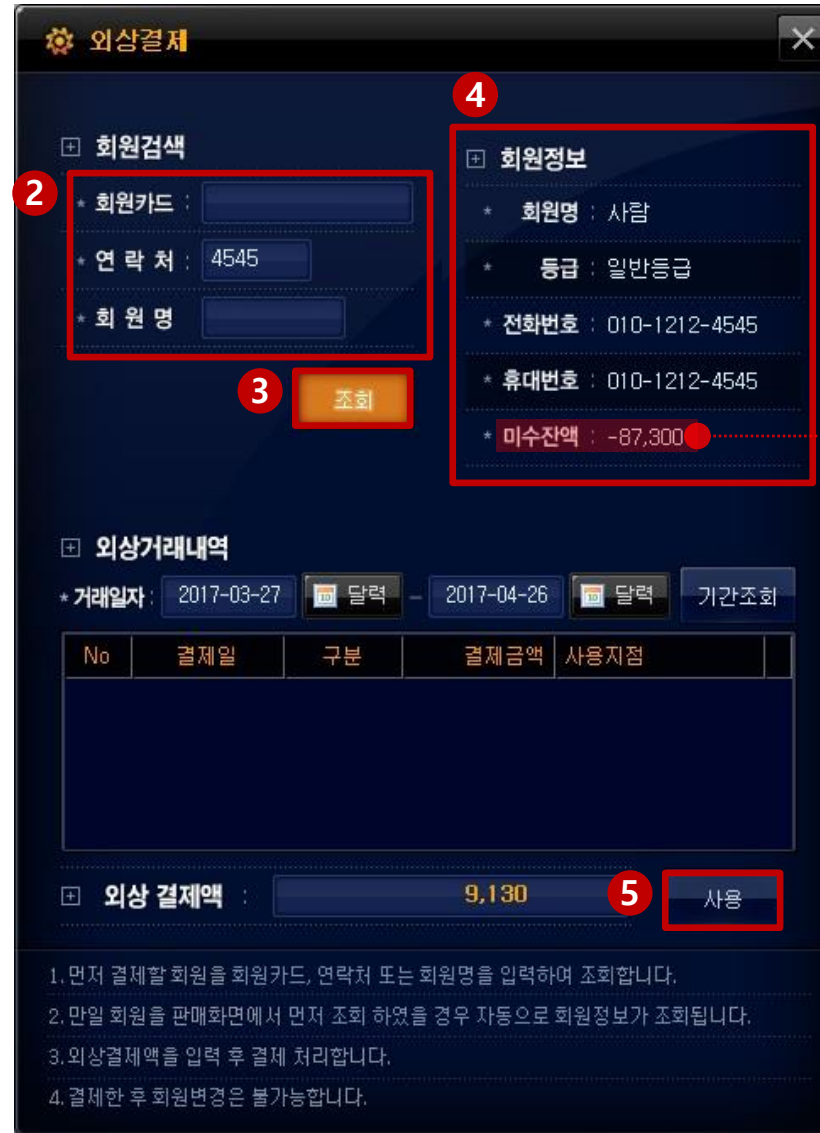 외상결제
4
회원검색
2
* 회원카드 :
* 연 락 처 : 4545
* 회 원 명
3
조회
회원정보
* 회원명 : 사람
* 등급 : 일반등급
* 전화번호 : 010-1212-4545
* 휴대번호 : 010-1212-4545
* 미수잔액 : -87,300
외상거래내역
* 거래일자 : 2017-03-27 달력 - 2017-04-26 달력 기간조회
No 결제일 구분 결제금액 사용지점
외상 결제액 : 9,130 5 사용
1. 먼저 결제할 회원을 회원카드, 연락처 또는 회원명을 입력하여 조회합니다.
2. 만일 회원을 판매화면에서 먼저 조회 하였을 경우 자동으로 회원정보가 조회됩니다.
3. 외상결제액을 입력 후 결제 처리합니다.
4. 결제한 후 회원변경은 불가능합니다.